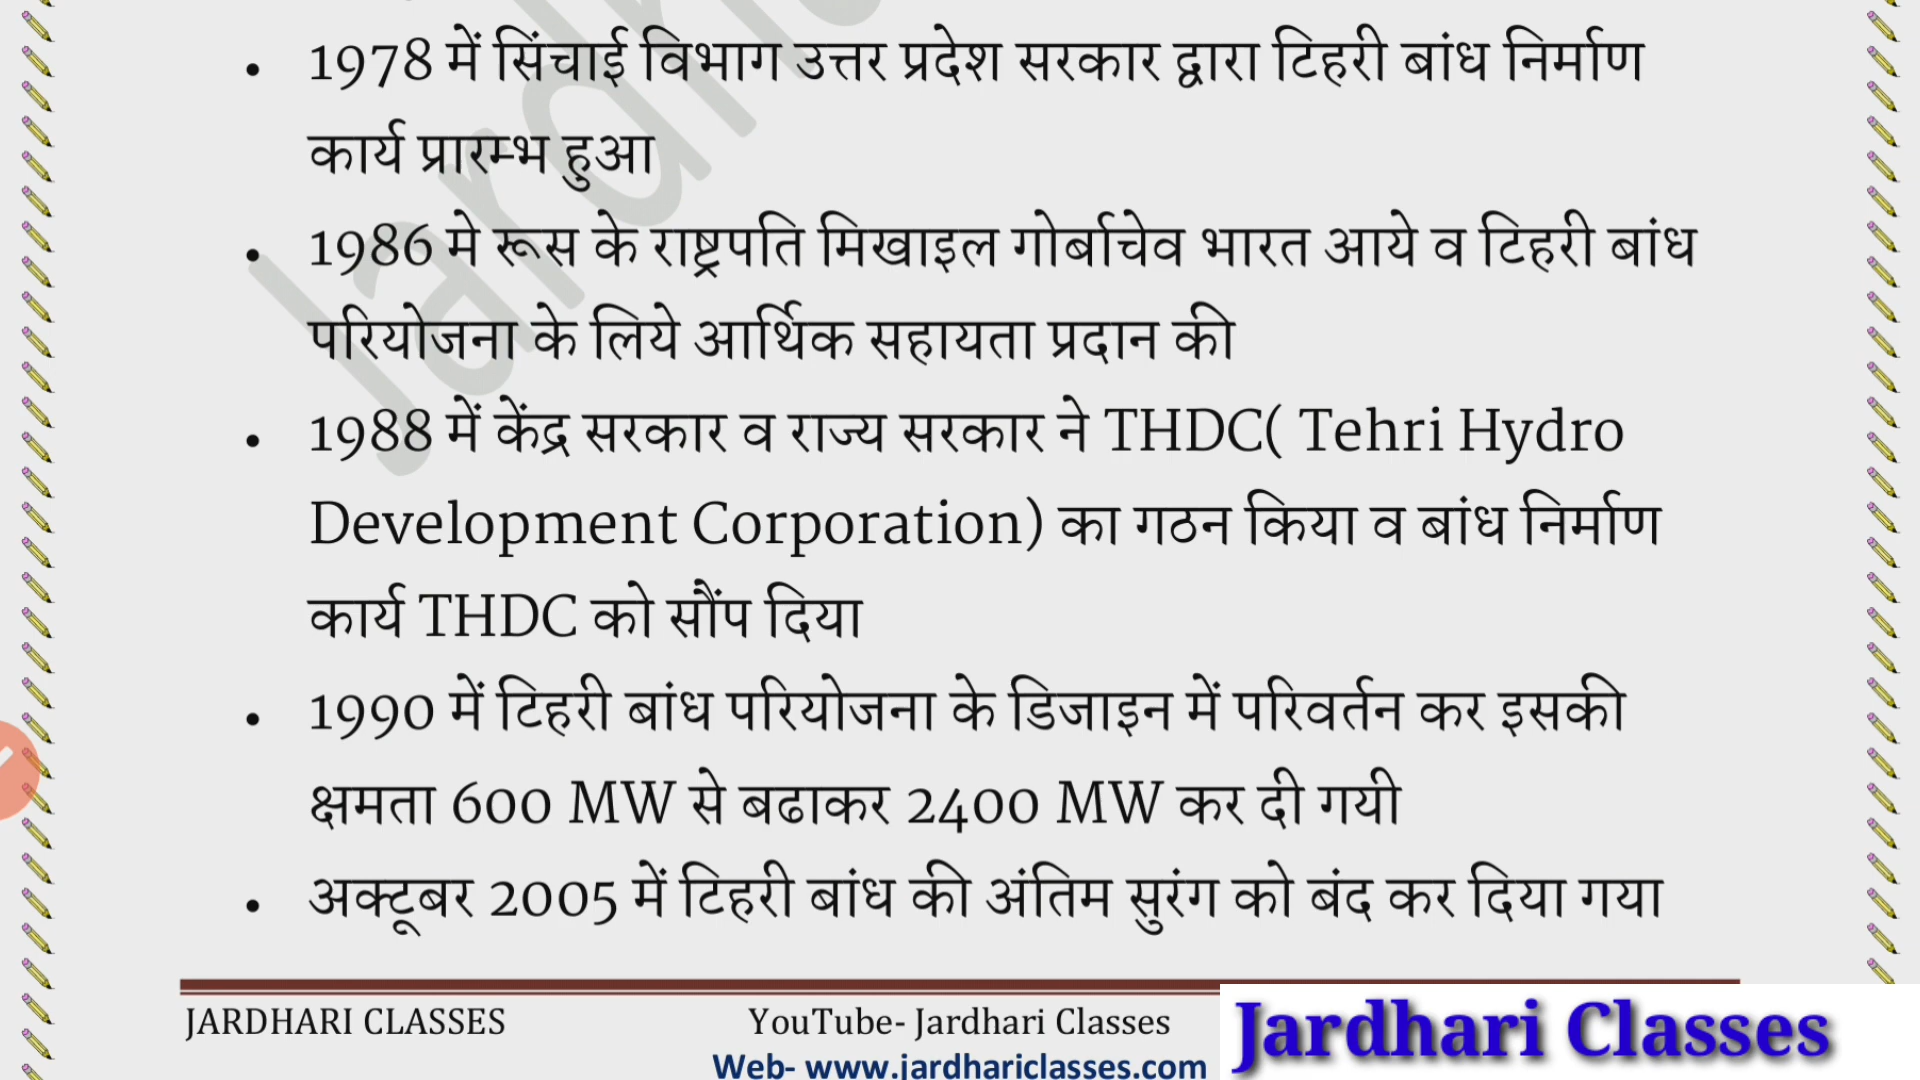 • 1978 में सिंचाई विभाग उत्तर प्रदेश सरकार द्वारा टिहरी बांध निर्माण
कार्य प्रारम्भ हुआ
• 1986 मे रूस के राष्ट्रपति मिखाइल गोर्बाचेव भारत आये व टिहरी बांध
परियोजना के लिये आर्थिक सहायता प्रदान की
• 1988 में केंद्र सरकार व राज्य सरकार ने THDC( Tehri Hydro
Development Corporation) का गठन किया व बांध निर्माण
कार्य THDC को सौंप दिया
• 1990 में टिहरी बांध परियोजना के डिजाइन में परिवर्तन कर इसकी
क्षमता 600 MW से बढाकर 2400 MW कर दी गयी
• अक्टूबर 2005 में टिहरी बांध की अंतिम सुरंग को बंद कर दिया गया
JARDHARI CLASSES YouTube- Jardhari Classes
Web- www.jardhariclasses.com
Jardhari Classes